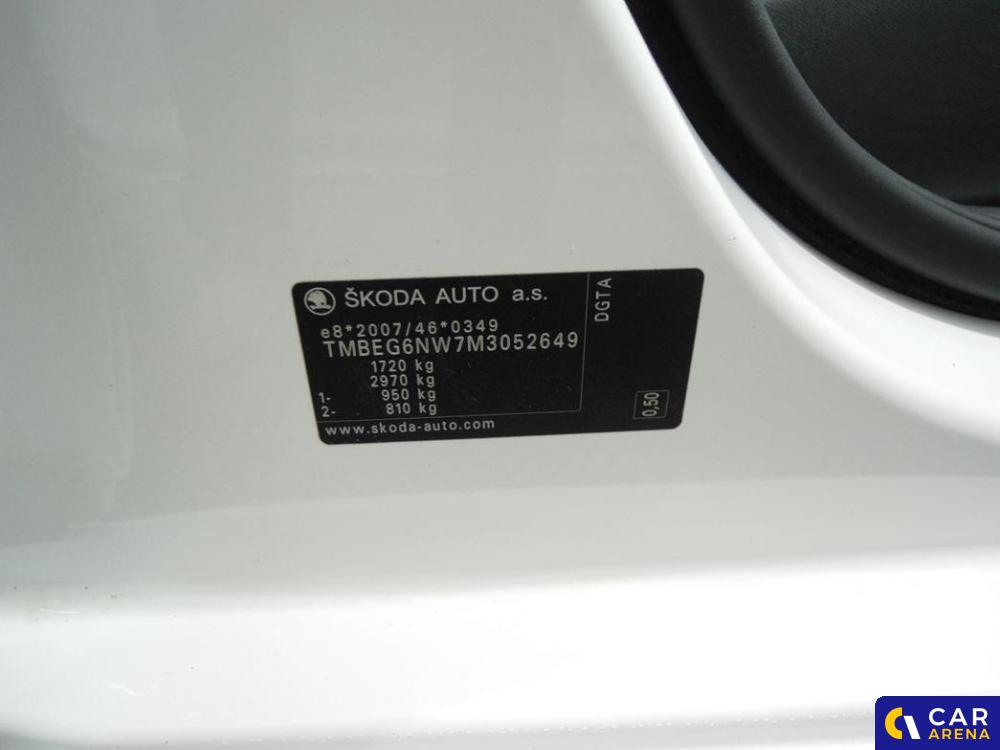 ŠKODA AUTO a.s.
e8*2007/46*0349
TMBEG6NW7M3052649
1720 kg
2970 kg
1- 950 kg
2- 810 kg
www.skoda-auto.com
DGTA
0,50
CAR
ARENA